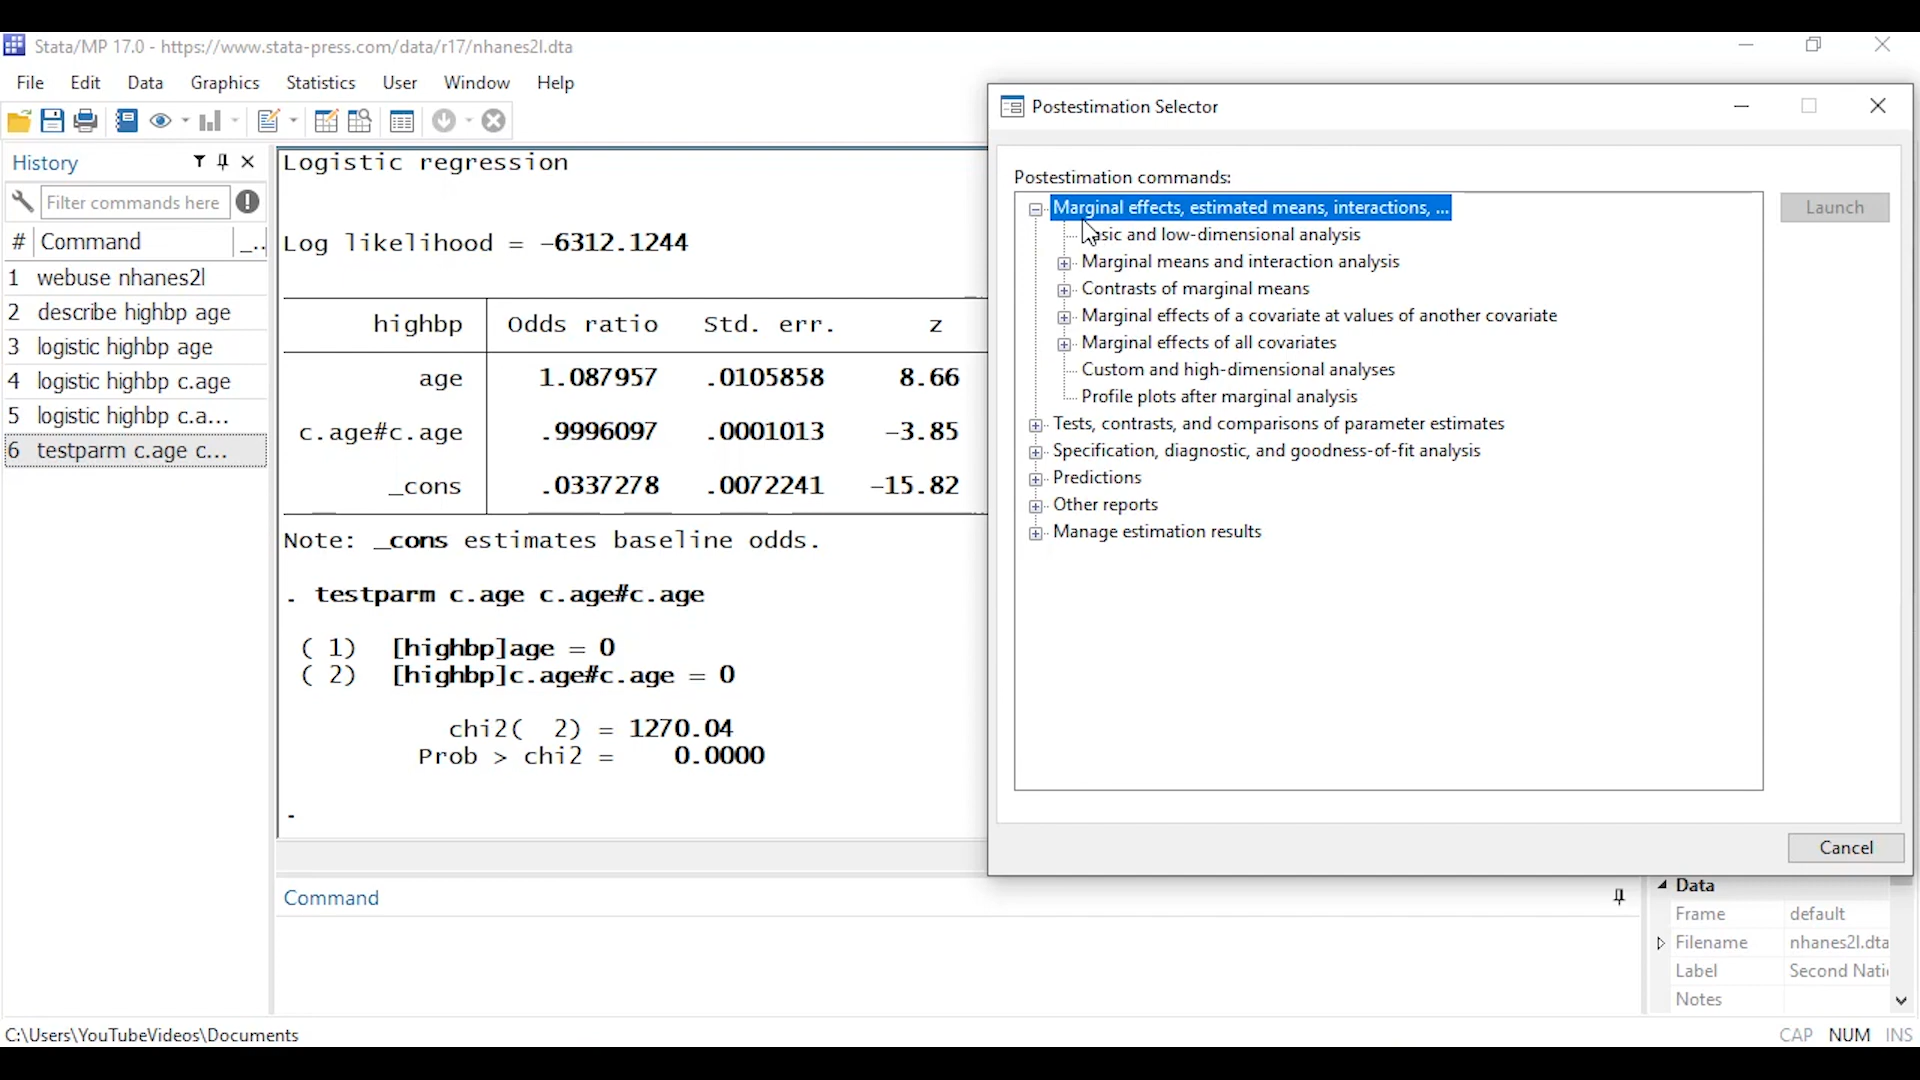 Stata/MP 17.0 - https://www.stata-press.com/data/r17/nhanes2l.dta
File Edit Data Graphics Statistics User Window Help
History
Filter commands here
# Command _..
1 webuse nhanes2l
2 describe highbp age
3 logistic highbp age
4 logistic highbp c.age
5 logistic highbp c.a...
6 testparm c.age c...
Logistic regression
Log likelihood = -6312.1244
highbp Odds ratio Std. err. z
age 1.087957 .0105858 8.66
c.age#c.age .9996097 .0001013 -3.85
_cons .0337278 .0072241 -15.82
Note: _cons estimates baseline odds.
. testparm c.age c.age#c.age
( 1) [highbp]age = 0
( 2) [highbp]c.age#c.age = 0
chi2( 2) = 1270.04
Prob > chi2 = 0.0000
.
Command
Postestimation Selector
Postestimation commands:
Marginal effects, estimated means, interactions, ...
and low-dimensional analysis
Marginal means and interaction analysis
Contrasts of marginal means
Marginal effects of a covariate at values of another covariate
Marginal effects of all covariates
Custom and high-dimensional analyses
Profile plots after marginal analysis
Tests, contrasts, and comparisons of parameter estimates
Specification, diagnostic, and goodness-of-fit analysis
Predictions
Other reports
Manage estimation results
Launch
Cancel
Data
Frame default
Filename nhanes2l.dta
Label Second Nati
Notes
C:\Users\YouTubeVideos\Documents
CAP NUM INS